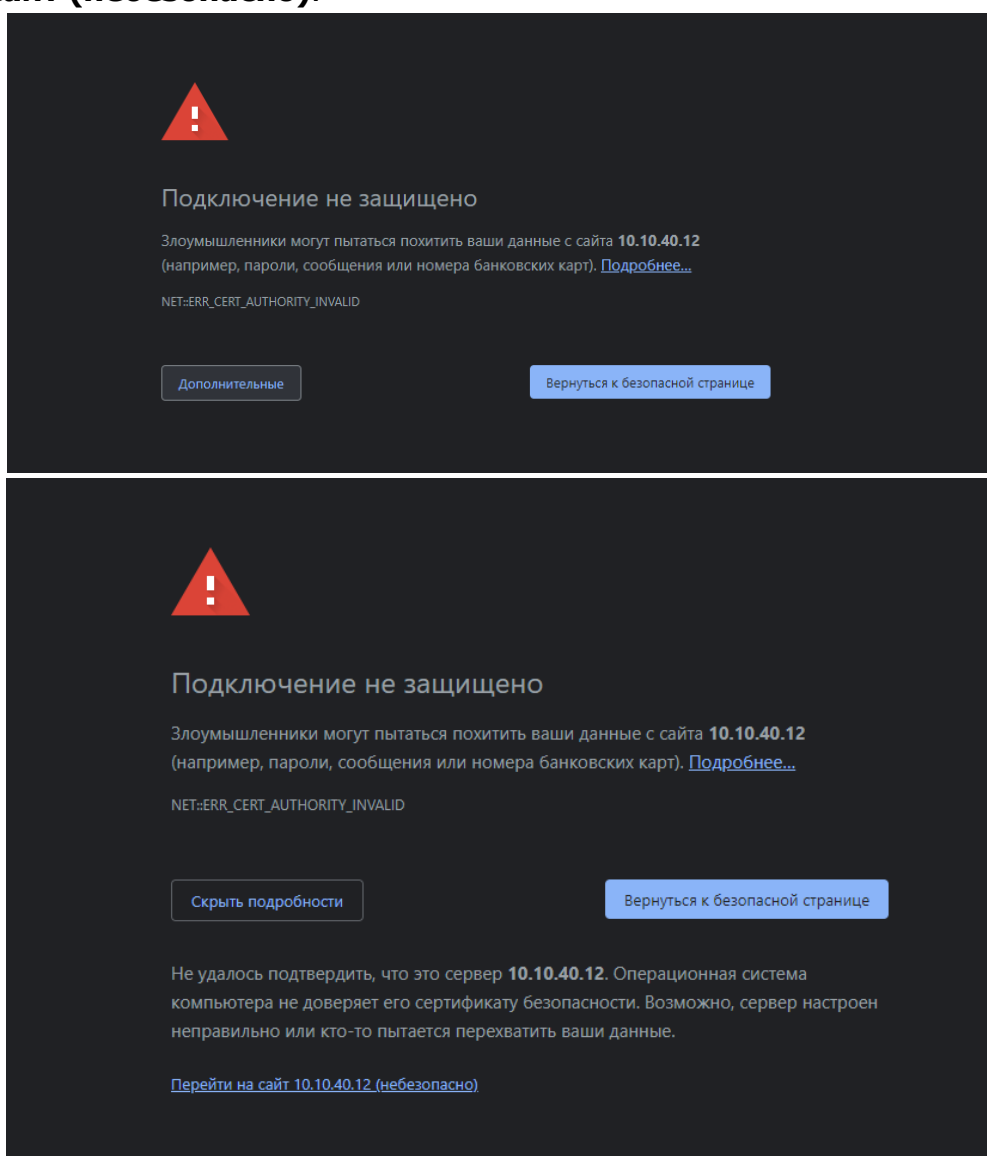 (небезопасно).
Подключение не защищено
Злоумышленники могут пытаться похитить ваши данные с сайта 10.10.40.12
(например, пароли, сообщения или номера банковских карт). Подробнее...
NET::ERR_CERT_AUTHORITY_INVALID
Дополнительные
Вернуться к безопасной странице
Подключение не защищено
Злоумышленники могут пытаться похитить ваши данные с сайта 10.10.40.12
(например, пароли, сообщения или номера банковских карт). Подробнее...
NET::ERR_CERT_AUTHORITY_INVALID
Скрыть подробности
Вернуться к безопасной странице
Не удалось подтвердить, что это сервер 10.10.40.12. Операционная система
компьютера не доверяет его сертификату безопасности. Возможно, сервер настроен
неправильно или кто-то пытается перехватить ваши данные.
Перейти на сайт 10.10.40.12 (небезопасно)